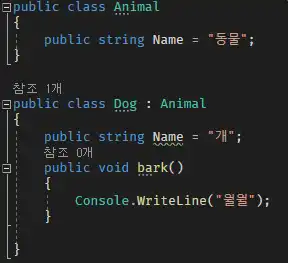 public class Animal
{
public string Name = "동물";
}
참조 1개
public class Dog : Animal
{
public string Name = "개";
참조 0개
public void bark()
{
Console.WriteLine("월월");
}
}